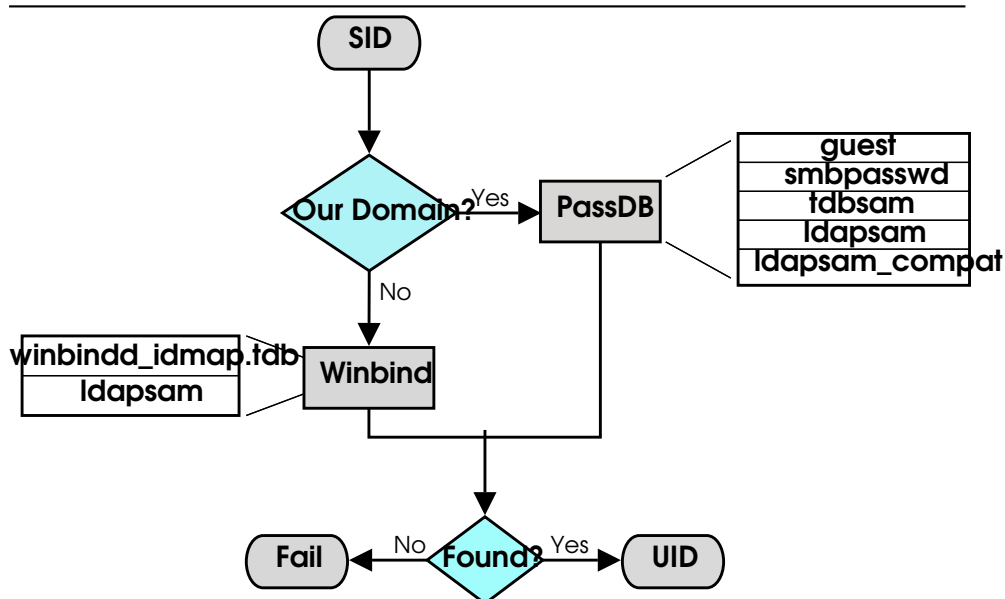 SID
Our Domain?
Yes
PassDB
guest
smbpasswd
tdbsam
ldapsam
ldapsam_compat
No
winbindd_idmap.tdb
ldapsam
Winbind
Fail
No
Found?
Yes
UID